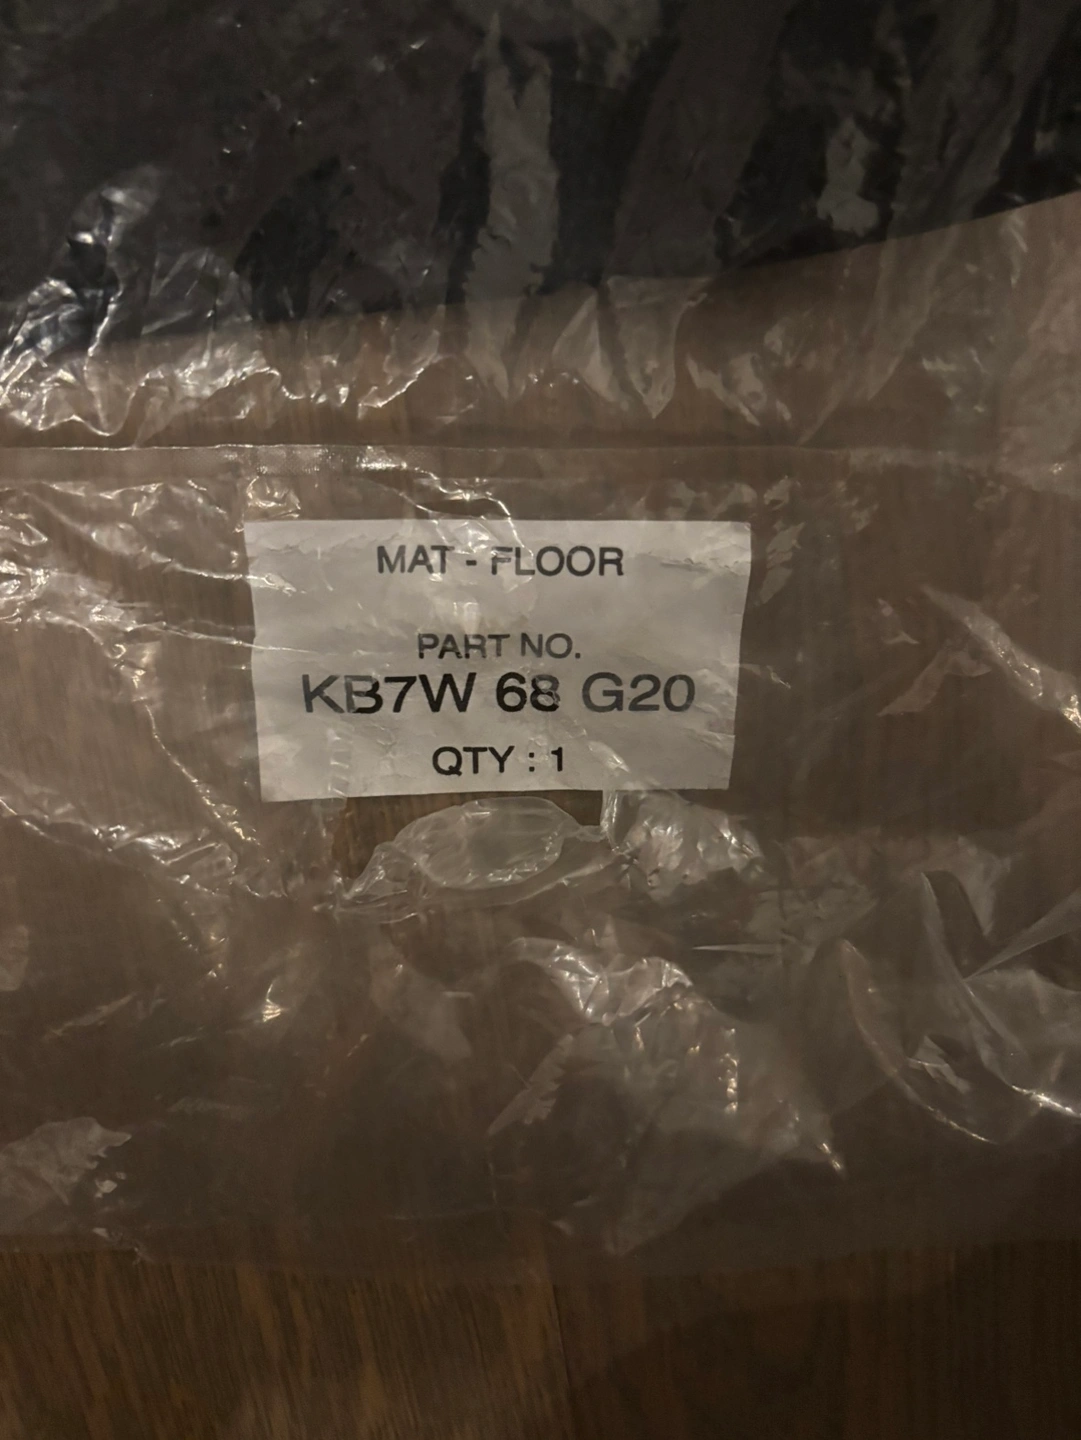 MAT - FLOOR
PART NO.
KB7W 68 G20
QTY : 1